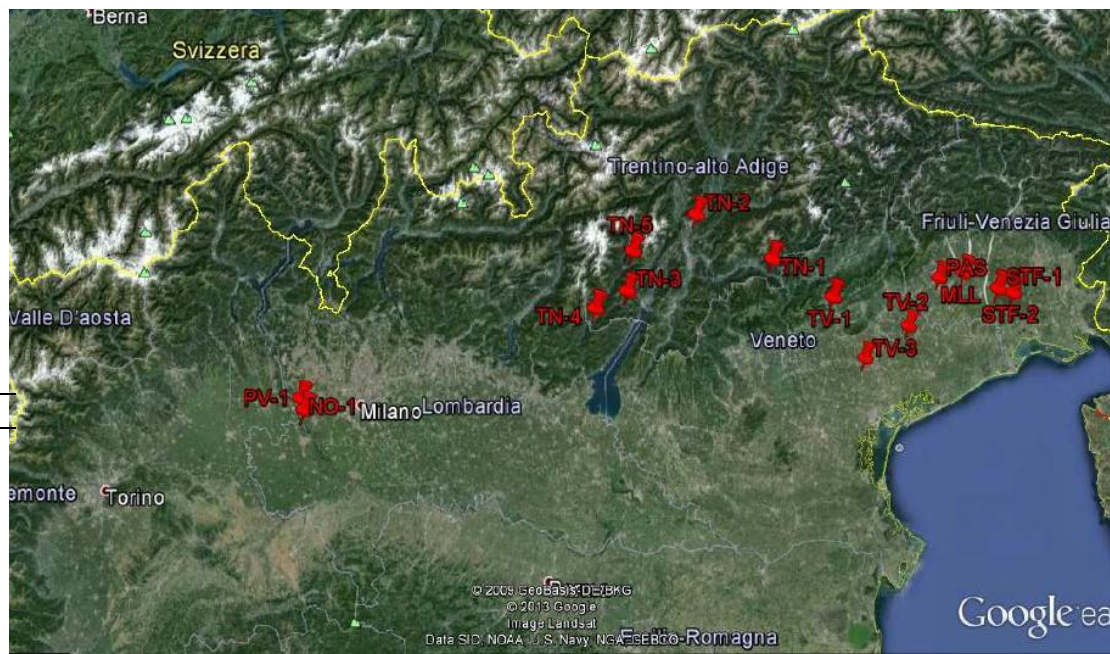 Berna
Svizzera
Trentino-alto Adige
TN-2
Friuli-Venezia Giulia
TN-5
TN-1
PAS
STF-1
TN-3
MLL
Valle D'aosta
TN-4
TV-1
TV-2
STF-2
Veneto
TV-3
PV-1
NO-1
Milano
Lombardia
emonte
Torino
© 2009 GeoBasis-DE/BKG
© 2013 Google
Image Landsat
Data SIO, NOAA, U.S. Navy, NGA, GEBCO
Emilia-Romagna
Google ea